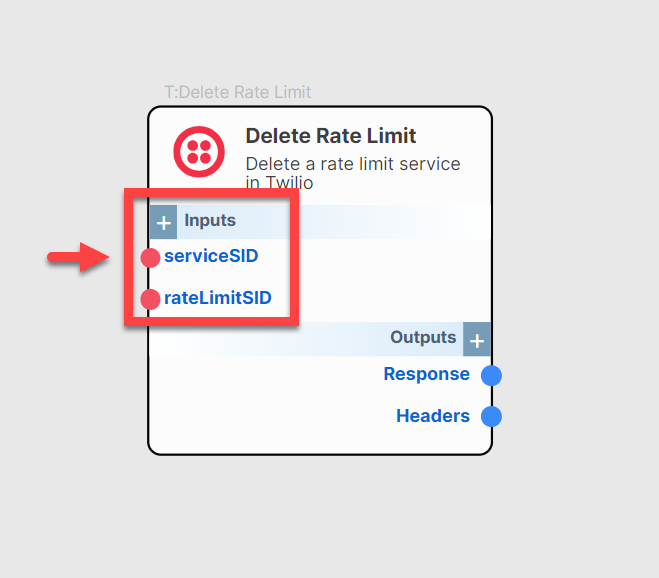 T:Delete Rate Limit
Delete Rate Limit
Delete a rate limit service
in Twilio
+ Inputs
serviceSID
rateLimitSID
Outputs +
Response
Headers